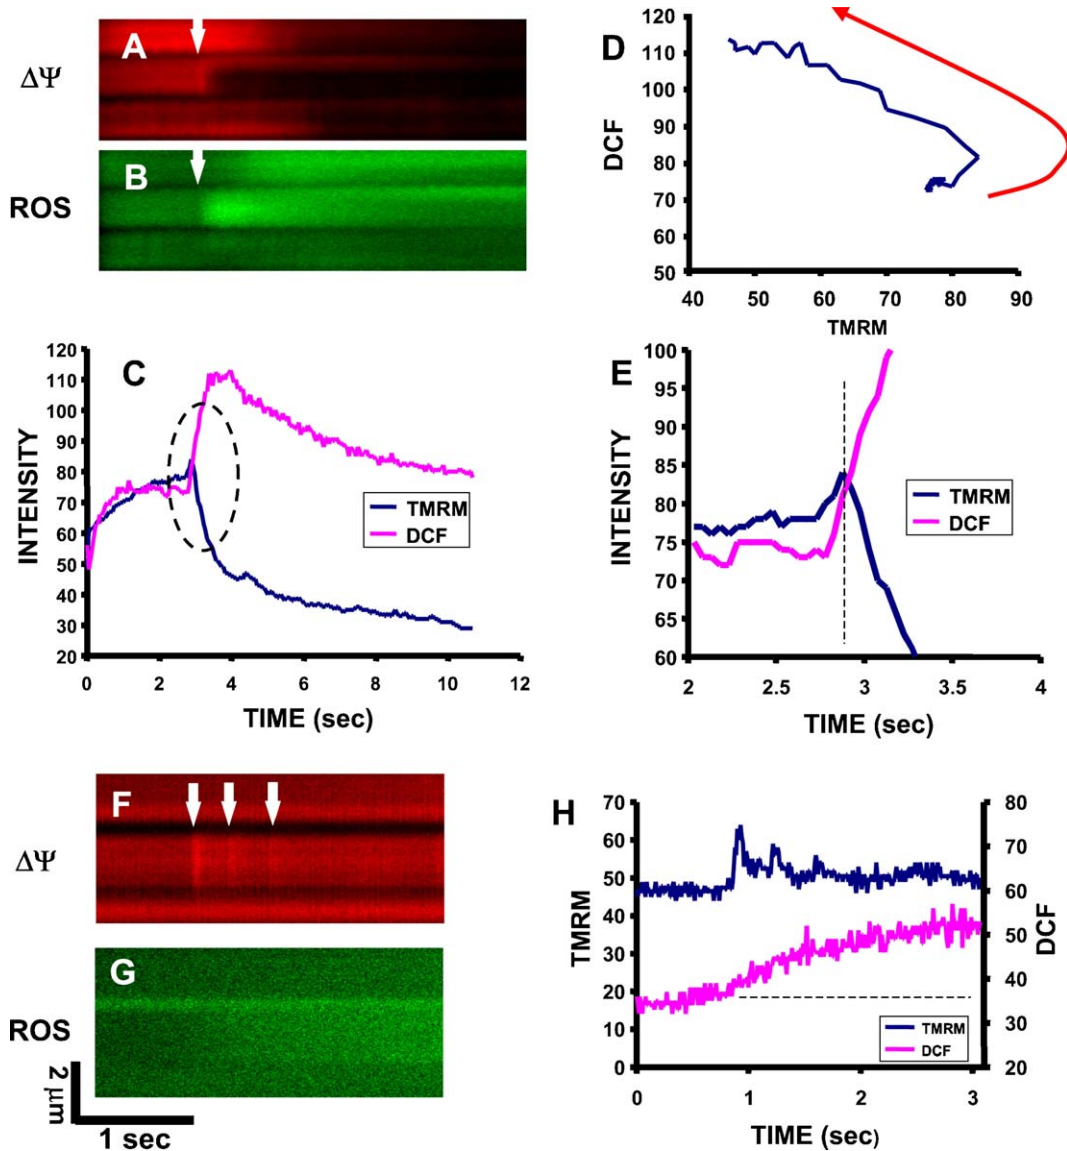 A
ΔΨ
B
ROS
D
120
110
100
90
80
70
60
50
DCF
40
50
60
70
80
90
TMRM
C
120
110
100
90
80
70
60
50
40
30
20
INTENSITY
TMRM
DCF
0
2
4
6
8
10
12
TIME (sec)
E
100
95
90
85
80
75
70
65
60
INTENSITY
TMRM
DCF
2
2.5
3
3.5
4
TIME (sec)
F
ΔΨ
G
ROS
2 μm
1 sec
H
70
60
50
40
30
20
10
0
TMRM
80
70
60
50
40
30
20
DCF
TMRM
DCF
0
1
2
3
TIME (sec)